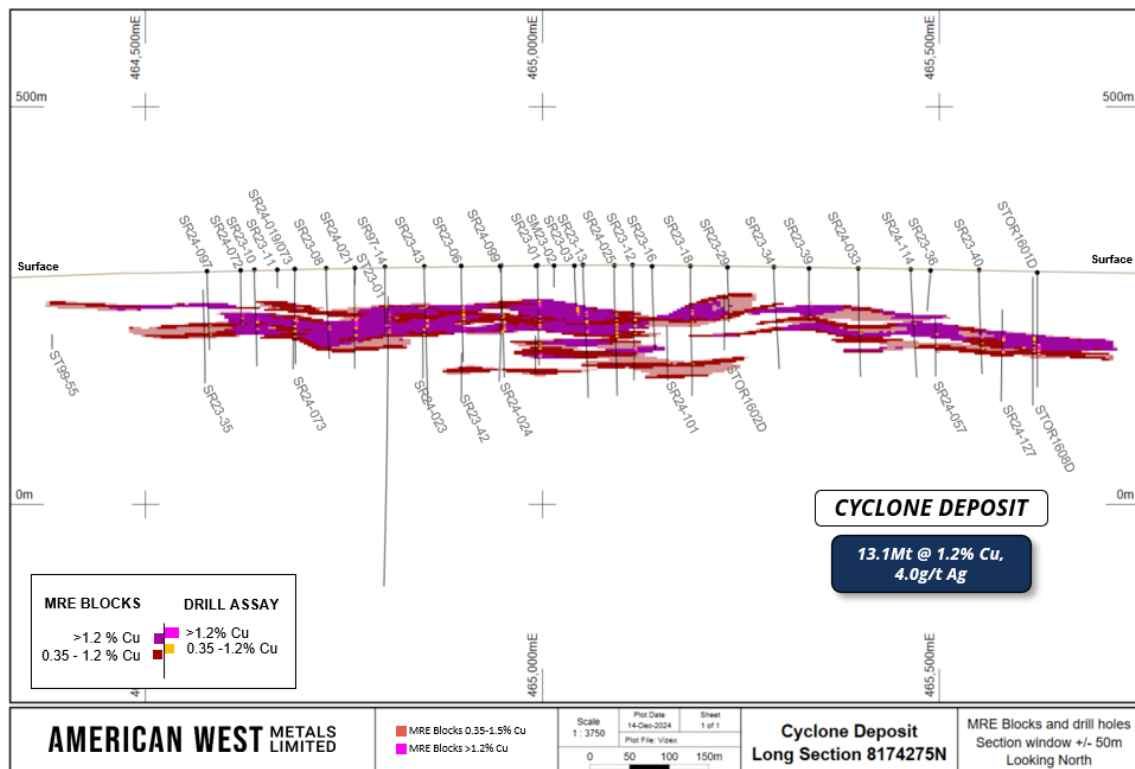 464,500mE
465,000mE
465,500mE
500m
500m
SR24-097
SR24-072
SR23-10
SR23-11
SR24-019/073
SR23-08
SR24-021
ST23-01
SR97-14
SR23-43
SR23-06
SR24-099
SR23-01
SM23-02
SR23-03
SR23-13
SR24-025
SR23-12
SR23-16
SR23-18
SR23-29
SR23-34
SR23-39
SR24-033
SR24-114
SR23-36
SR23-40
STOR1601D
Surface
Surface
ST99-55
SR23-35
SR24-073
SR24-023
SR23-42
SR24-024
SR24-101
STOR1602D
SR24-057
SR24-127
STOR1608D
0m
0m
CYCLONE DEPOSIT
13.1Mt @ 1.2% Cu,
4.0g/t Ag
MRE BLOCKS DRILL ASSAY
>1.2 % Cu >1.2% Cu
0.35 - 1.2 % Cu 0.35 -1.2% Cu
465,000mE
465,500mE
AMERICAN WEST METALS LIMITED
MRE Blocks 0.35-1.5% Cu
MRE Blocks >1.2% Cu
Scale
1 : 3750
Plot Date
14-Dec-2024
Sheet
1 of 1
Plot File: Vizex
0 50 100 150m
Cyclone Deposit
Long Section 8174275N
MRE Blocks and drill holes
Section window +/- 50m
Looking North